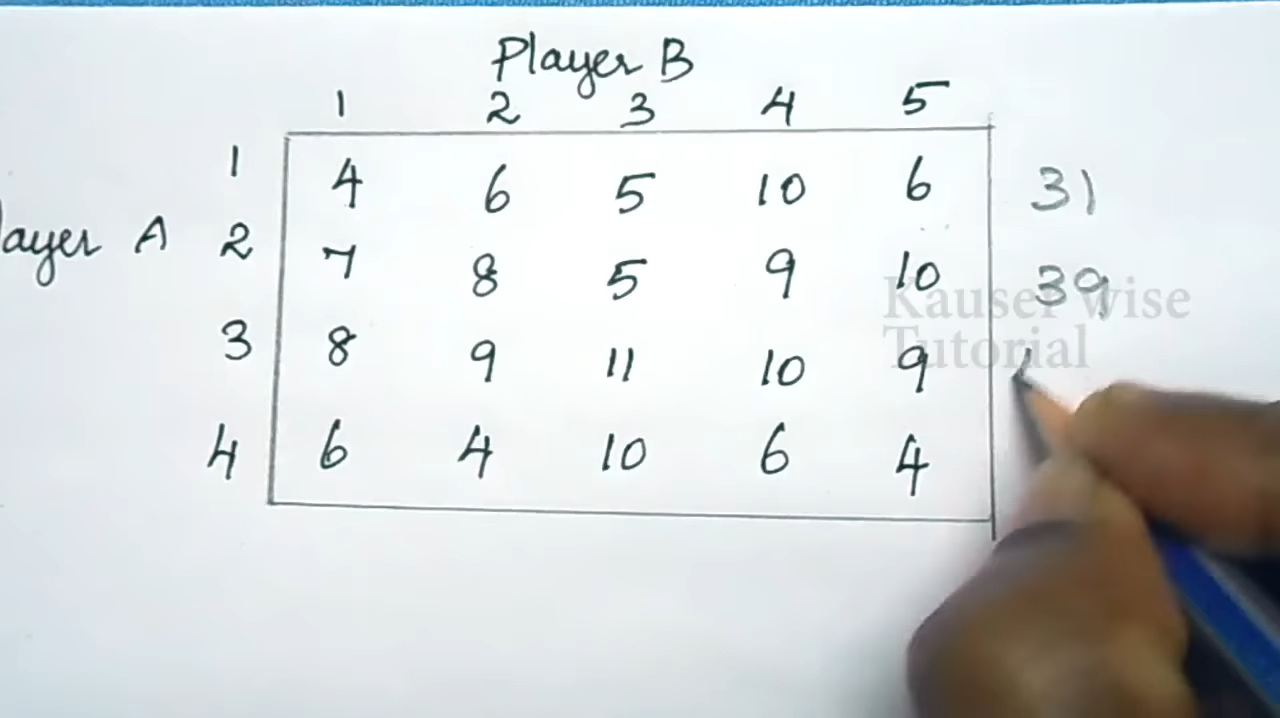 Player B
1 2 3 4 5
1 4 6 5 10 6 31
ayer A 2 7 8 5 9 10 39
Kauser wise
Tutorial
3 8 9 11 10 9
4 6 4 10 6 4